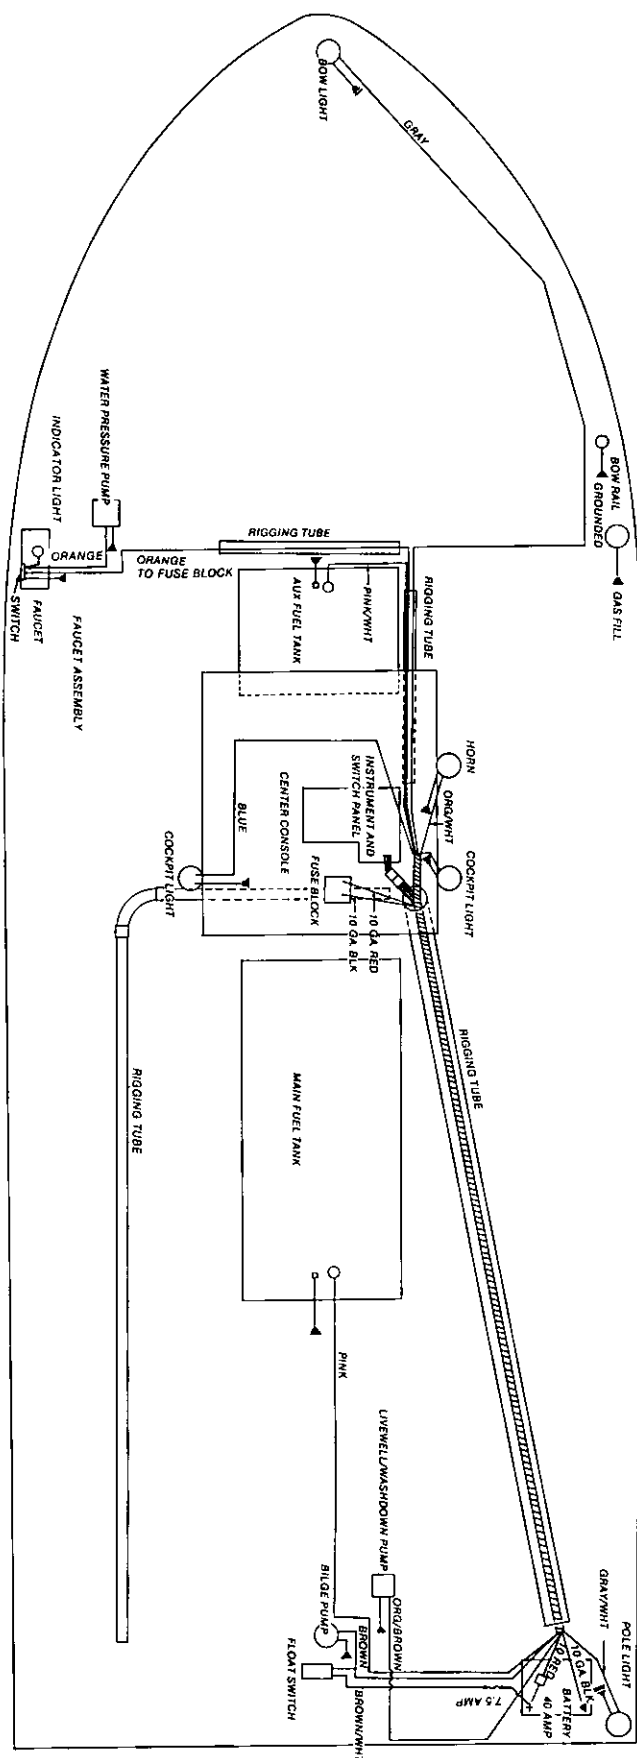 BOW LIGHT
GRAY
WATER PRESSURE PUMP
INDICATOR LIGHT
BOW RAIL
GROUNDED
GAS FILL
RIGGING TUBE
ORANGE
ORANGE
TO FUSE BLOCK
SWITCH
FAUCET
FAUCET ASSEMBLY
AUX FUEL TANK
PINK/WHT
RIGGING TUBE
HORN
ORG/WHT
COCKPIT LIGHT
INSTRUMENT AND
SWITCH PANEL
CENTER CONSOLE
BLUE
COCKPIT LIGHT
FUSE BLOCK
10 GA. RED
10 GA. BLK
RIGGING TUBE
RIGGING TUBE
MAIN FUEL TANK
PINK
LIVEWELL/WASHDOWN PUMP
ORG/BROWN
BILGE PUMP
BROWN
FLOAT SWITCH
BROWN/WHT
7.5 AMP
GRAY/WHT
POLE LIGHT
10 GA. BLK
10 RED
BATTERY
40 AMP
+